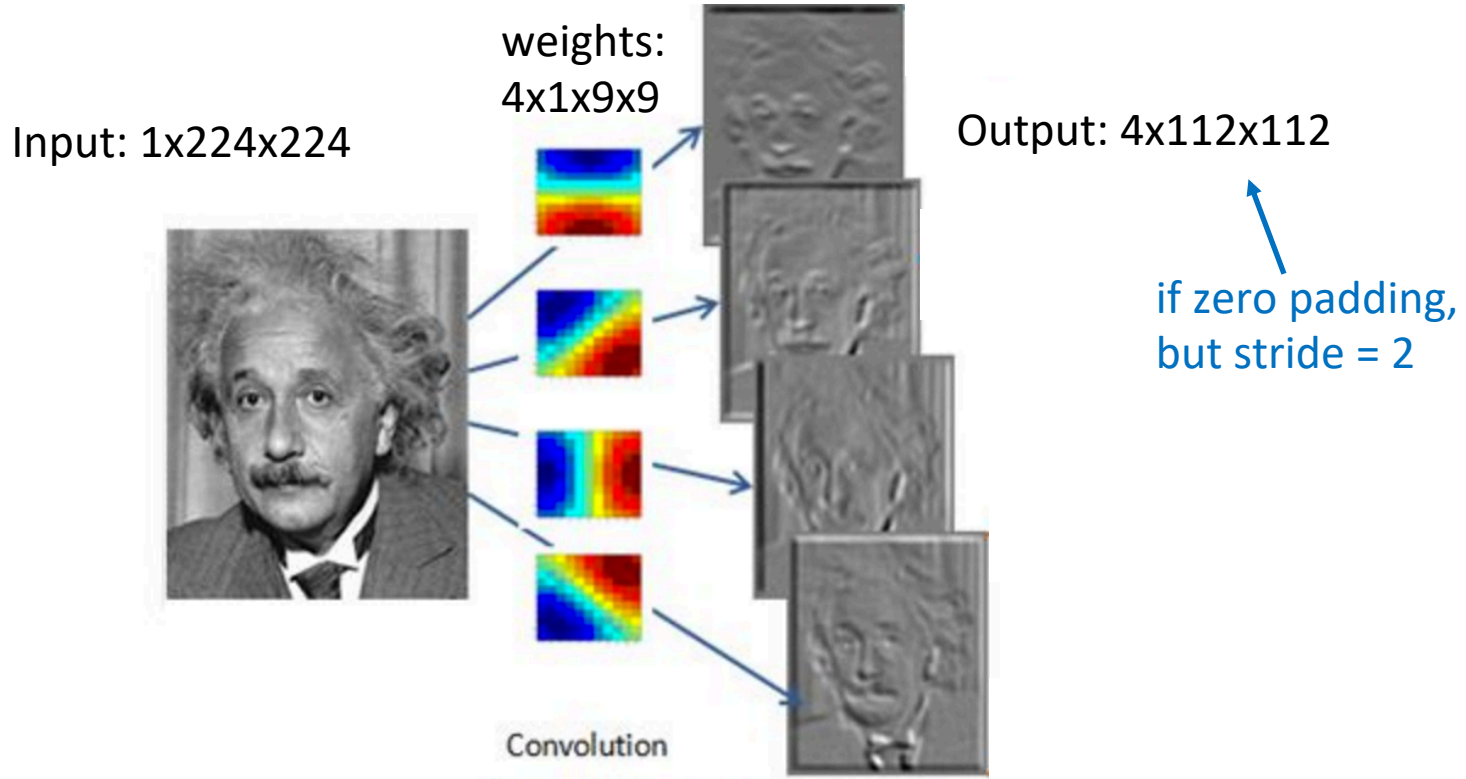 weights:
4x1x9x9
Input: 1x224x224
Output: 4x112x112
if zero padding,
but stride = 2
Convolution